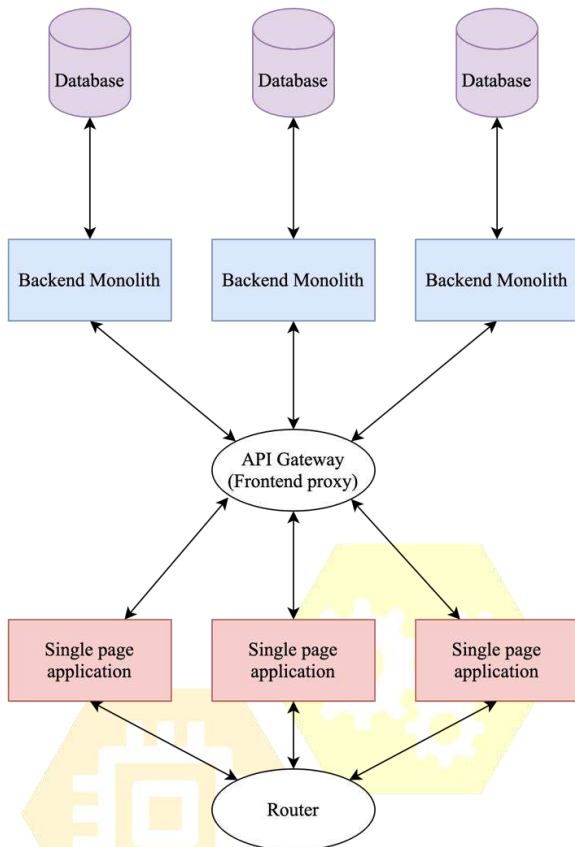 Database
Database
Database
Backend Monolith
Backend Monolith
Backend Monolith
API Gateway
(Frontend proxy)
Single page
application
Single page
application
Single page
application
Router